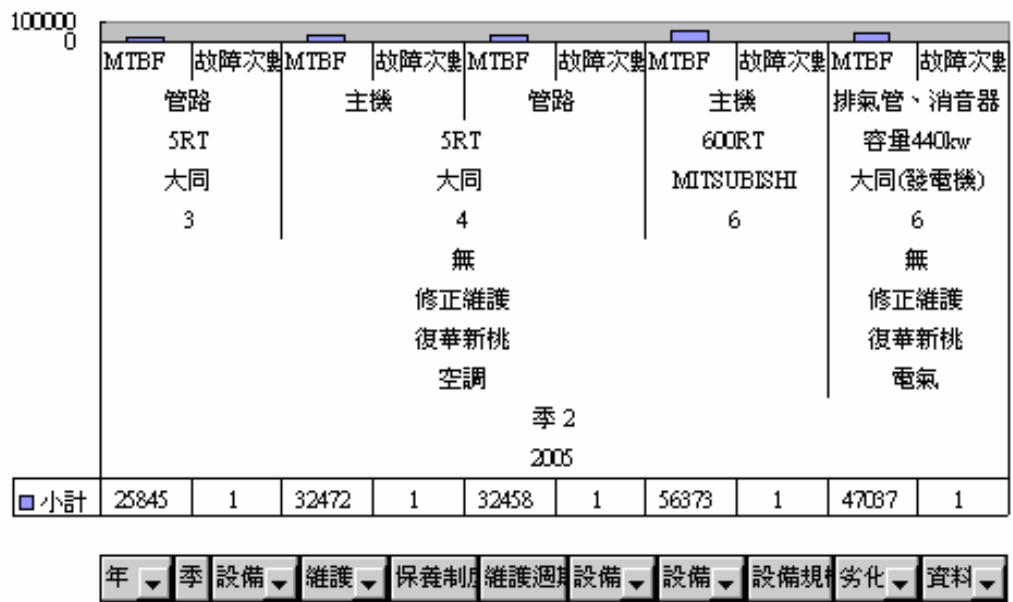 100000
0
MTBF 故障次數 MTBF 故障次數 MTBF 故障次數 MTBF 故障次數 MTBF 故障次數
管路 主機 管路 主機 排氣管、消音器
5RT 5RT 600RT 容量440kw
大同 大同 MITSUBISHI 大同(發電機)
3 4 6 6
無 無
修正維護 修正維護
復華新桃 復華新桃
空調 電氣
季 2
2005
小計 25845 1 32472 1 32458 1 56373 1 47037 1
年 季 設備 維護 保養制度 維護週期 設備 設備 設備規格 劣化 資料